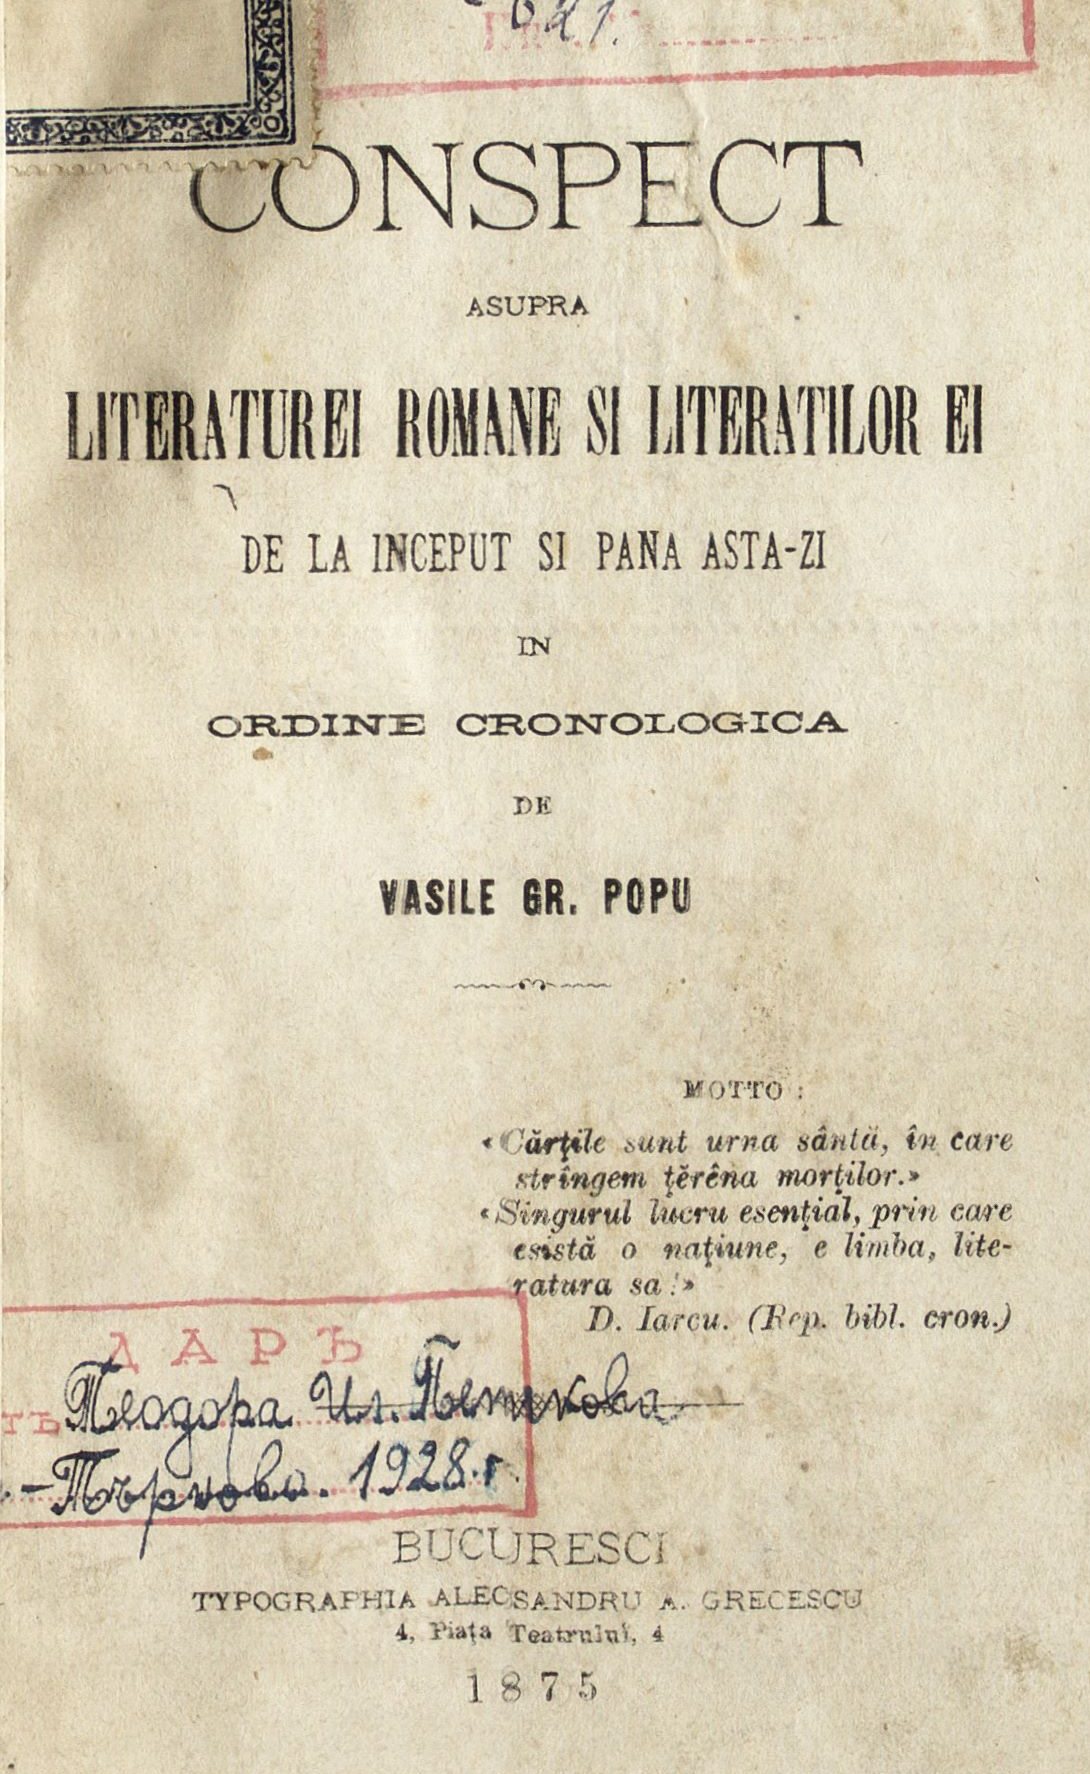 621.
CONSPECT
ASUPRA
LITERATUREI ROMANE SI LITERATILOR EI
DE LA INCEPUT SI PANA ASTA-ZI
IN
ORDINE CRONOLOGICA
DE
VASILE GR. POPU
MOTTO :
«Cărţile sunt urna sântă, în care
strîngem ţĕrêna morţilor.»
«Singurul lucru esenţial, prin care
esistă o naţiune, e limba, lite-
ratura sa!»
D. Iarcu. (Rep. bibl. cron.)
ДАРЪ
Теодора Ил. Петкова
-Търново. 1928.г
BUCURESCI
TYPOGRAPHIA ALECSANDRU A. GRECESCU
4, Piaţa Teatrului, 4
1875